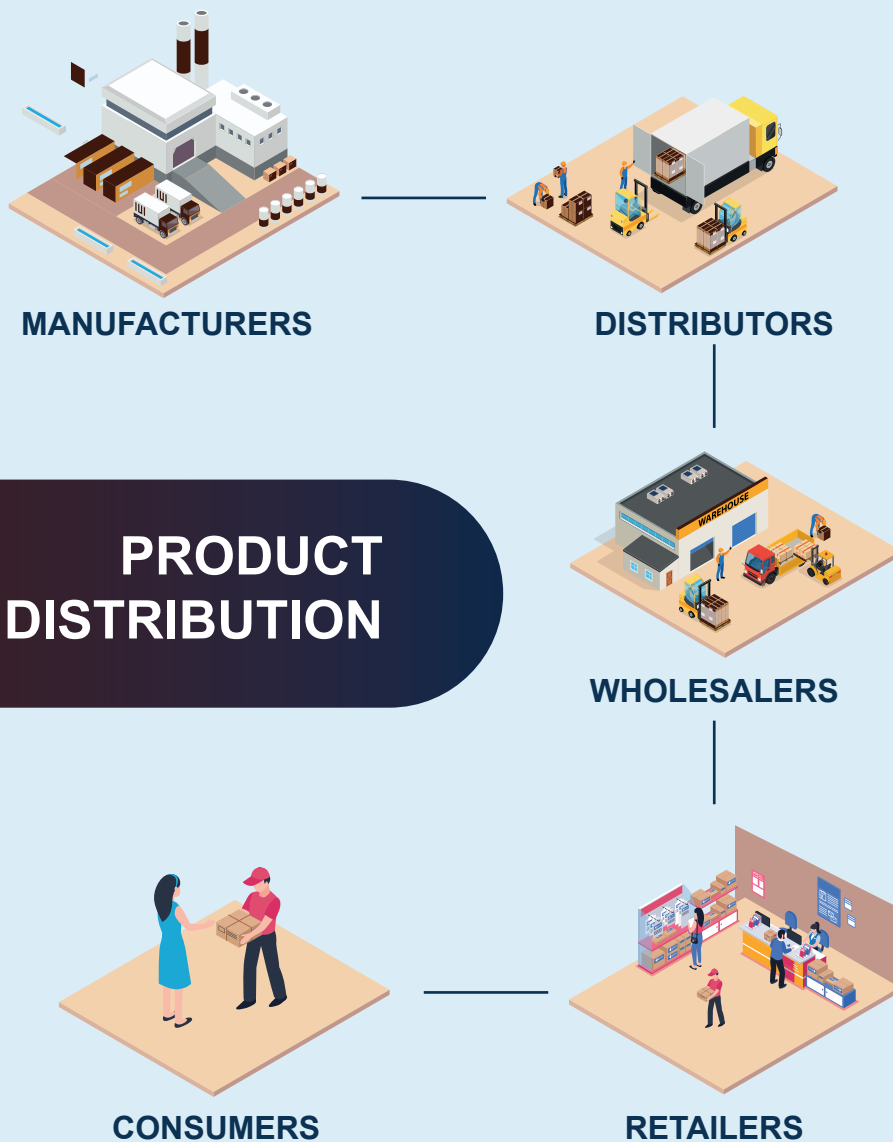 MANUFACTURERS
DISTRIBUTORS
WAREHOUSE
PRODUCT
DISTRIBUTION
WHOLESALERS
CONSUMERS
RETAILERS